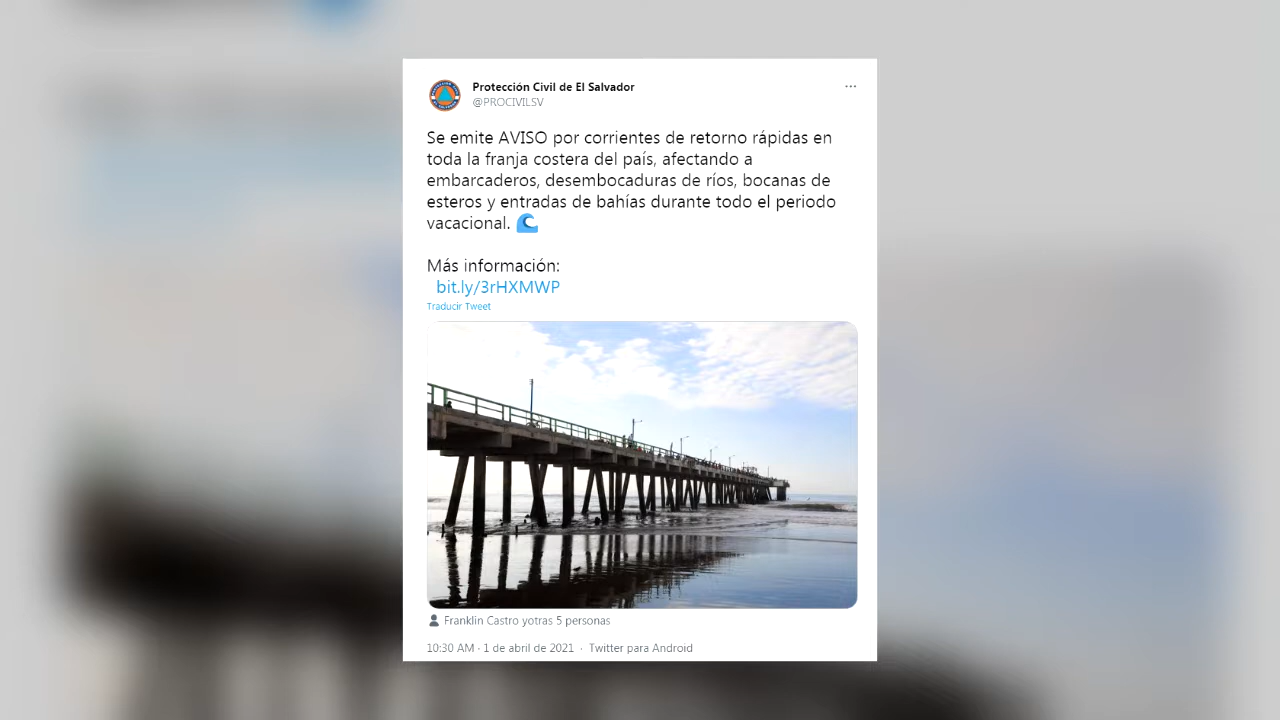 Protección Civil de El Salvador
@PROCIVILSV
Se emite AVISO por corrientes de retorno rápidas en
toda la franja costera del país, afectando a
embarcaderos, desembocaduras de ríos, bocanas de
esteros y entradas de bahías durante todo el periodo
vacacional. 🌊
Más información:
bit.ly/3rHXMWP
Traducir Tweet
Franklin Castro yotras 5 personas
10:30 AM · 1 de abril de 2021 · Twitter para Android